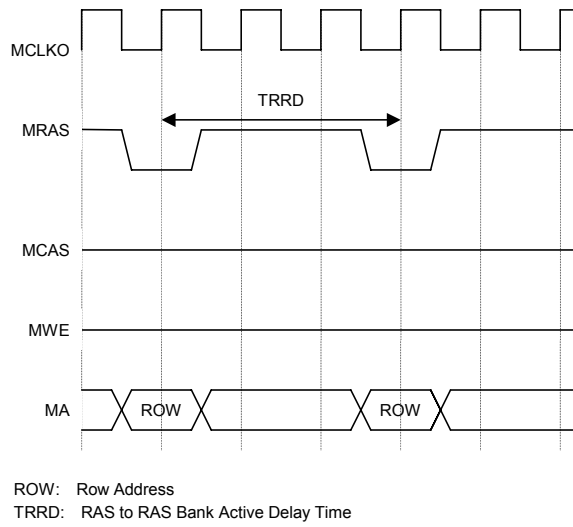 MCLKO
TRRD
MRAS
MCAS
MWE
MA ROW ROW
ROW: Row Address
TRRD: RAS to RAS Bank Active Delay Time